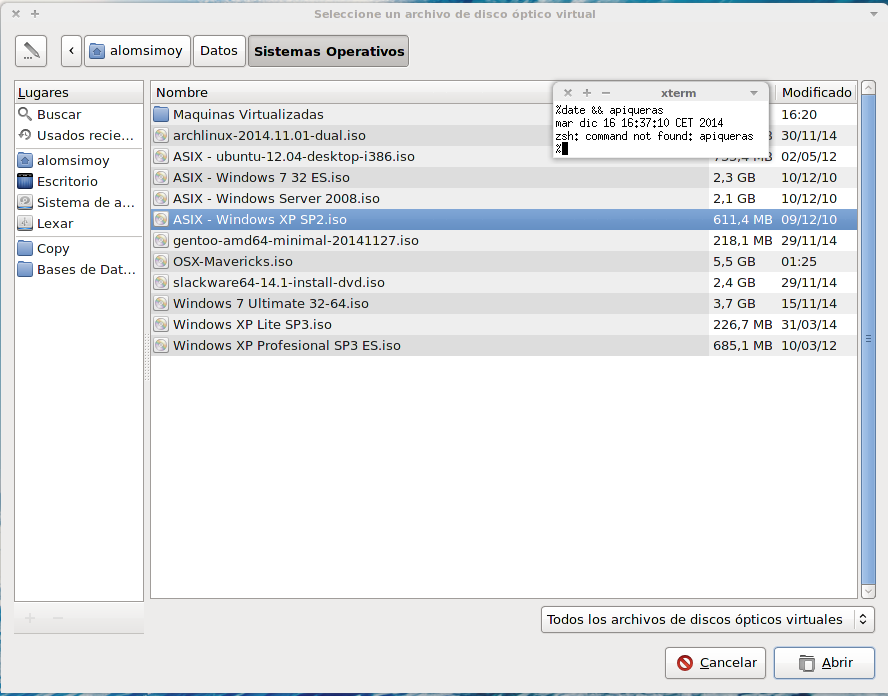 Seleccione un archivo de disco óptico virtual
alomsimoy Datos Sistemas Operativos
Lugares
Buscar
Usados recie...
alomsimoy
Escritorio
Sistema de a...
Lexar
Copy
Bases de Dat...
Nombre Modificado
Maquinas Virtualizadas 16:20
archlinux-2014.11.01-dual.iso 30/11/14
ASIX - ubuntu-12.04-desktop-i386.iso 02/05/12
ASIX - Windows 7 32 ES.iso 2,3 GB 10/12/10
ASIX - Windows Server 2008.iso 2,1 GB 10/12/10
ASIX - Windows XP SP2.iso 611,4 MB 09/12/10
gentoo-amd64-minimal-20141127.iso 218,1 MB 29/11/14
OSX-Mavericks.iso 5,5 GB 01:25
slackware64-14.1-install-dvd.iso 2,4 GB 29/11/14
Windows 7 Ultimate 32-64.iso 3,7 GB 15/11/14
Windows XP Lite SP3.iso 226,7 MB 31/03/14
Windows XP Profesional SP3 ES.iso 685,1 MB 10/03/12
xterm
%date && apiqueras
mar dic 16 16:37:10 CET 2014
zsh: command not found: apiqueras
%
Todos los archivos de discos ópticos virtuales
Cancelar Abrir